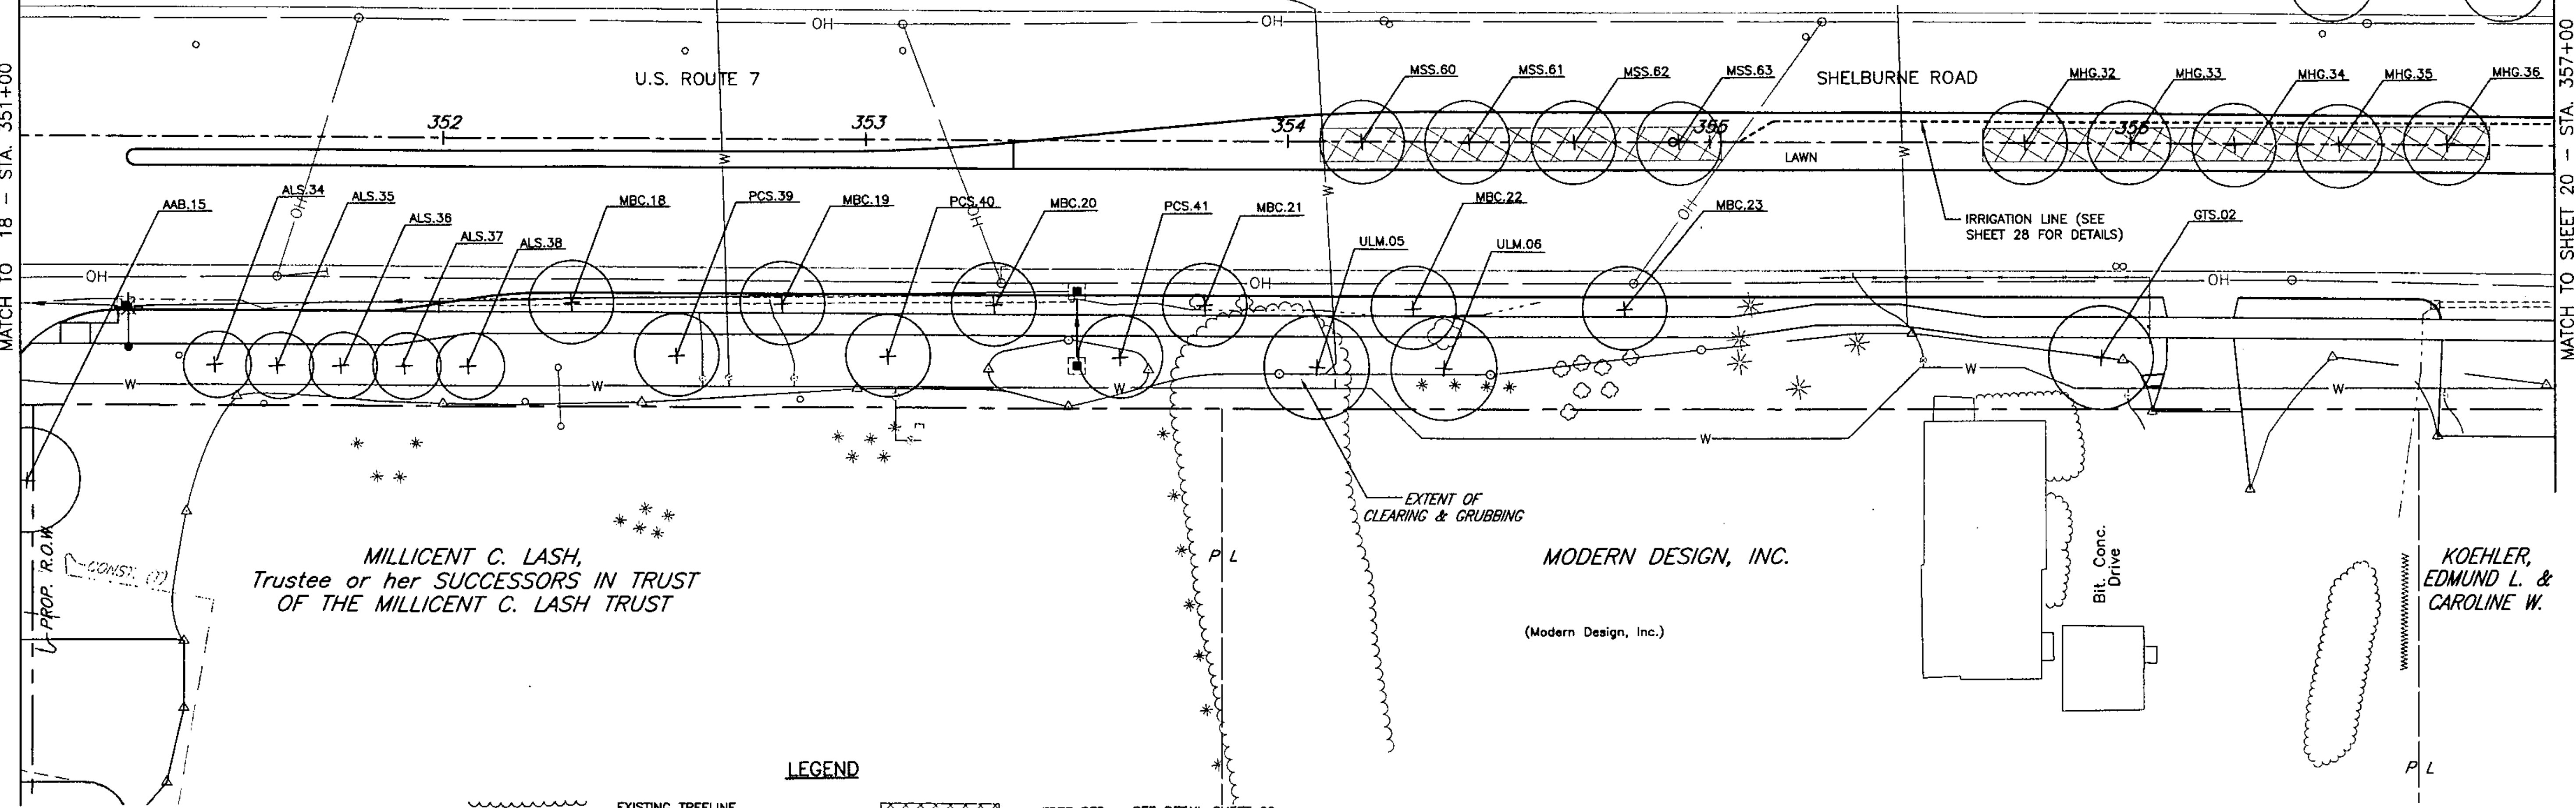 MATCH TO 18 - STA. 351+00
OH
OH
OH
OH
U.S. ROUTE 7
SHELBURNE ROAD
MSS.60
MSS.61
MSS.62
MSS.63
MHG.32
MHG.33
MHG.34
MHG.35
MHG.36
352
353
354
355
356
LAWN
W
W
W
AAB.15
ALS.34
ALS.35
ALS.36
ALS.37
ALS.38
MBC.18
PCS.39
MBC.19
PCS.40
MBC.20
PCS.41
MBC.21
MBC.22
MBC.23
ULM.05
ULM.06
GTS.02
IRRIGATION LINE (SEE
SHEET 28 FOR DETAILS)
OH
OH
OH
OH
OH
OH
W
W
W
W
W
W
EXTENT OF
CLEARING & GRUBBING
PROP. R.O.W.
CONST. (T)
MILLICENT C. LASH,
Trustee or her SUCCESSORS IN TRUST
OF THE MILLICENT C. LASH TRUST
P L
MODERN DESIGN, INC.
(Modern Design, Inc.)
Bit. Conc.
Drive
KOEHLER,
EDMUND L. &
CAROLINE W.
P L
MATCH TO SHEET 20 - STA. 357+00
LEGEND
EXISTING TREELINE